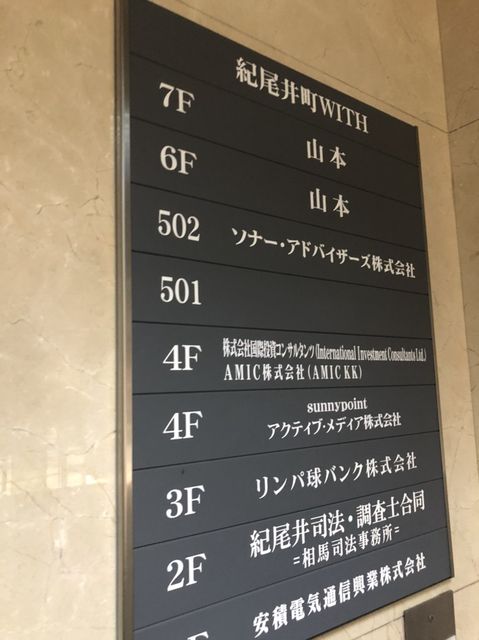 紀尾井町WITH
7F 山本
6F 山本
502 ソナー・アドバイザーズ株式会社
501
4F 株式会社国際投資コンサルタンツ(International Investment Consultants Ltd.)
AMIC株式会社(AMIC KK)
sunnypoint
4F アクティブ・メディア株式会社
3F リンパ球バンク株式会社
紀尾井司法・調査士合同
2F =相馬司法事務所=
F 安積電気通信興業株式会社